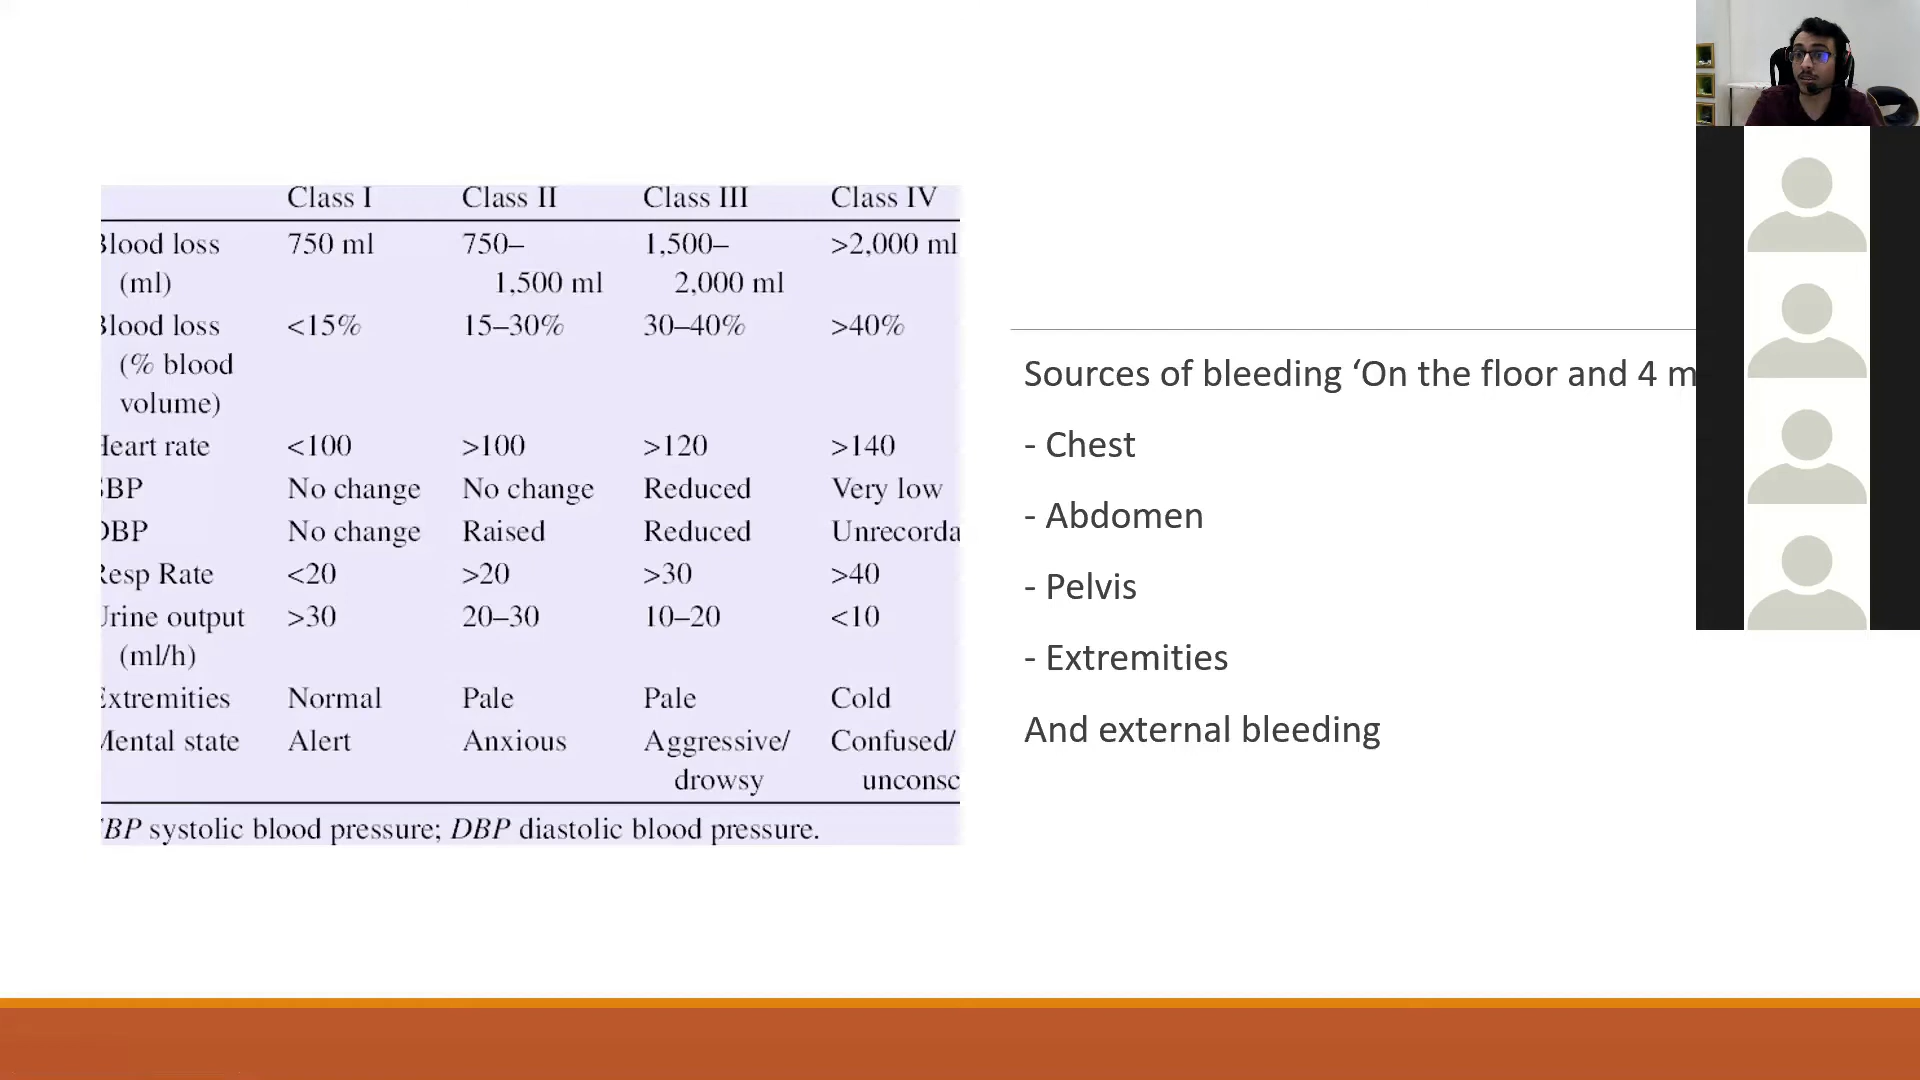 Class I Class II Class III Class IV
Blood loss 750 ml 750– 1,500– >2,000 ml
(ml) 1,500 ml 2,000 ml
Blood loss <15% 15–30% 30–40% >40%
(% blood
volume)
Heart rate <100 >100 >120 >140
SBP No change No change Reduced Very low
DBP No change Raised Reduced Unrecorda
Resp Rate <20 >20 >30 >40
Urine output >30 20–30 10–20 <10
(ml/h)
Extremities Normal Pale Pale Cold
Mental state Alert Anxious Aggressive/ Confused/
drowsy unconsc
SBP systolic blood pressure; DBP diastolic blood pressure.
Sources of bleeding ‘On the floor and 4 m
- Chest
- Abdomen
- Pelvis
- Extremities
And external bleeding